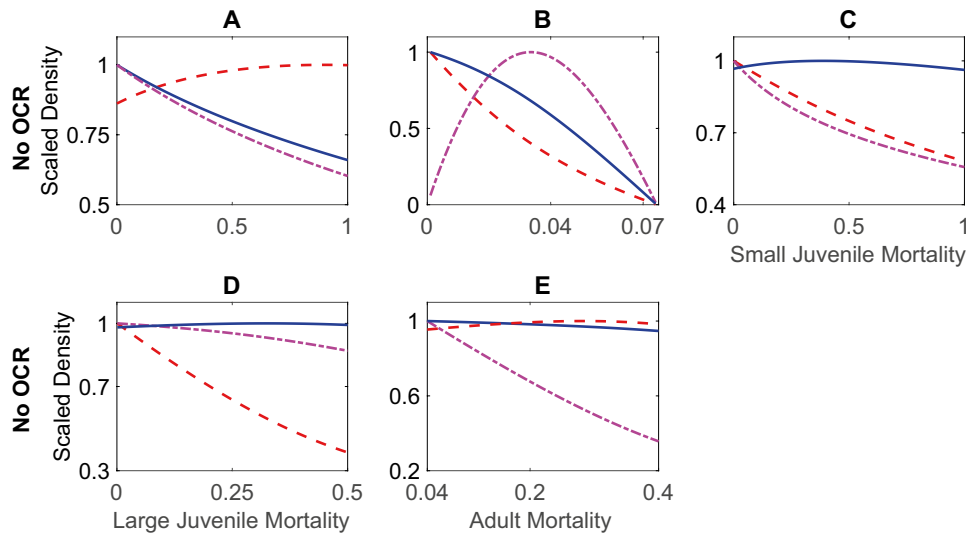 A
B
C
No OCR
Scaled Density
1
0.75
0.5
0
0.5
1
1
0.5
0
0
0.04
0.07
1
0.7
0.4
0
0.5
1
Small Juvenile Mortality
D
E
No OCR
Scaled Density
1
0.7
0.3
0
0.25
0.5
Large Juvenile Mortality
1
0.6
0.2
0.04
0.2
0.4
Adult Mortality